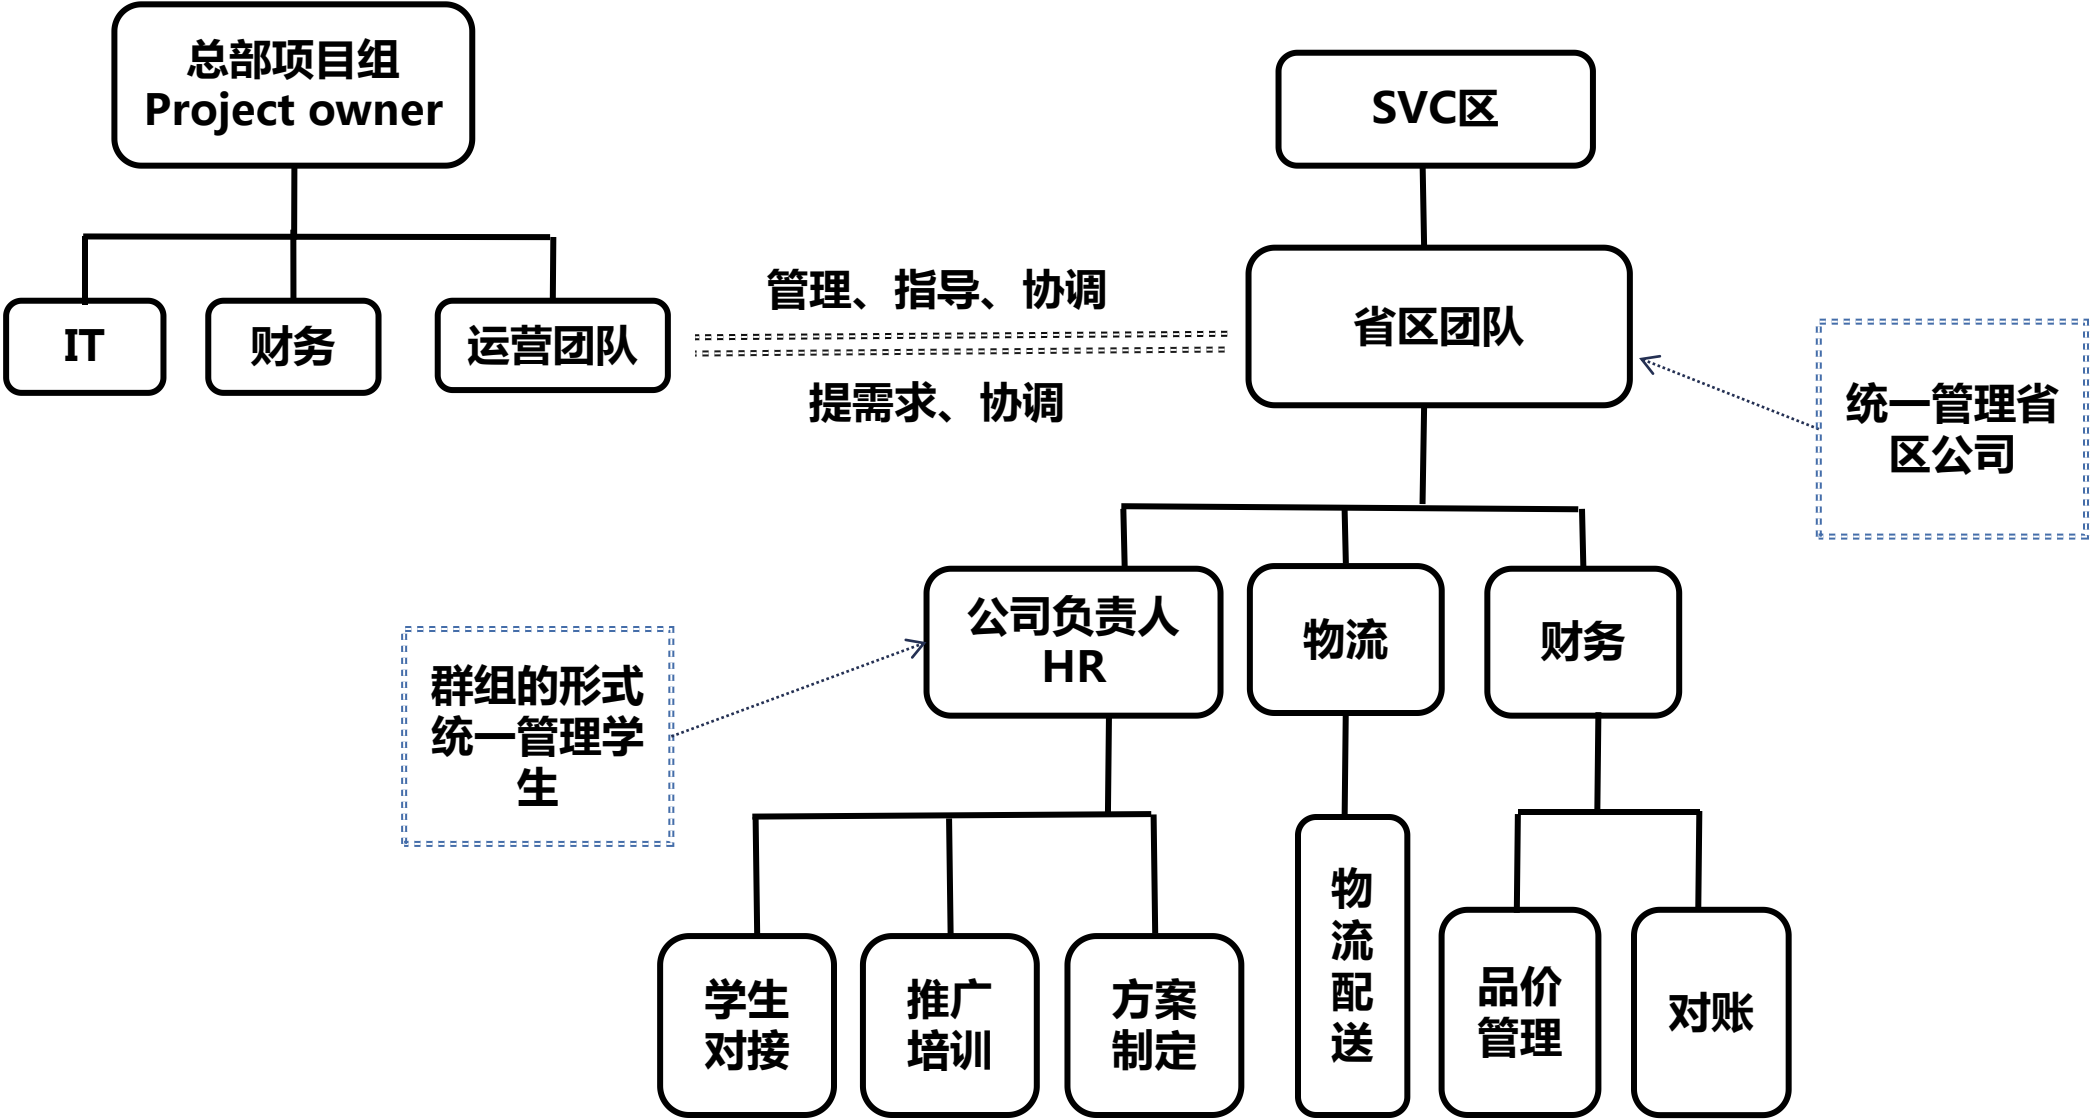 总部项目组
Project owner
SVC区
IT
财务
运营团队
管理、指导、协调
提需求、协调
省区团队
统一管理省
区公司
公司负责人
HR
物流
财务
群组的形式
统一管理学
生
学生
对接
推广
培训
方案
制定
物
流
配
送
品价
管理
对账